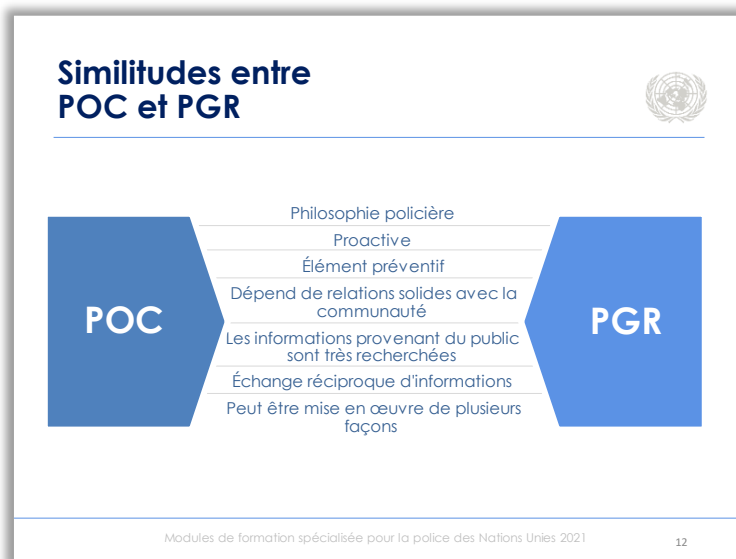 Similitudes entre
POC et PGR
POC
Philosophie policière
Proactive
Élément préventif
Dépend de relations solides avec la
communauté
Les informations provenant du public
sont très recherchées
Échange réciproque d'informations
Peut être mise en œuvre de plusieurs
façons
PGR
Modules de formation spécialisée pour la police des Nations Unies 2021
12